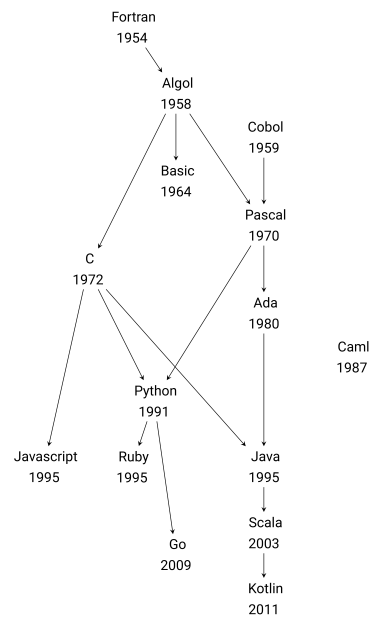 Fortran
1954
Algol
1958
Cobol
1959
Basic
1964
Pascal
1970
C
1972
Ada
1980
Caml
1987
Python
1991
Javascript
1995
Ruby
1995
Java
1995
Scala
2003
Go
2009
Kotlin
2011